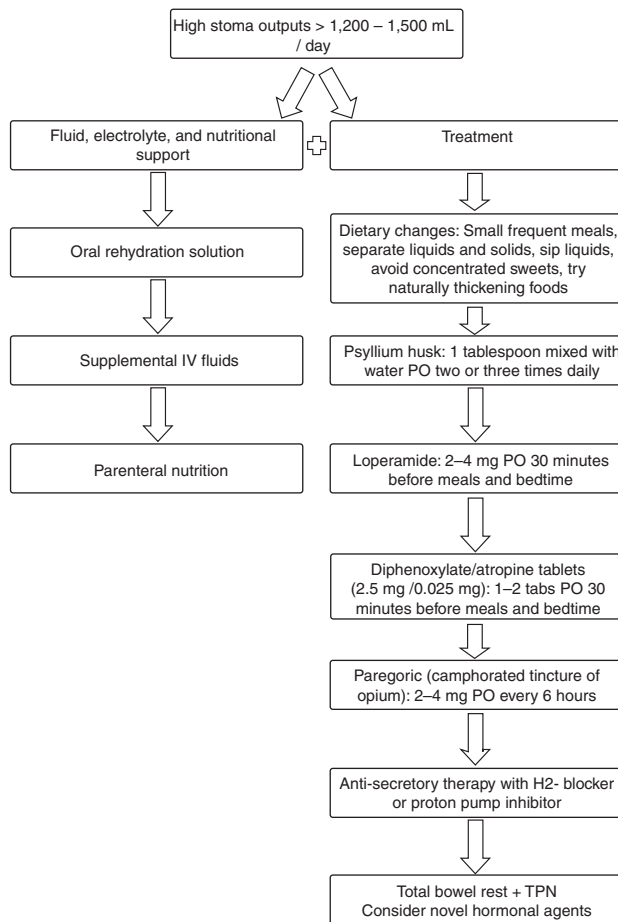 High stoma outputs > 1,200 – 1,500 mL
/ day
Fluid, electrolyte, and nutritional
support
Treatment
Oral rehydration solution
Dietary changes: Small frequent meals,
separate liquids and solids, sip liquids,
avoid concentrated sweets, try
naturally thickening foods
Supplemental IV fluids
Psyllium husk: 1 tablespoon mixed with
water PO two or three times daily
Parenteral nutrition
Loperamide: 2–4 mg PO 30 minutes
before meals and bedtime
Diphenoxylate/atropine tablets
(2.5 mg /0.025 mg): 1–2 tabs PO 30
minutes before meals and bedtime
Paregoric (camphorated tincture of
opium): 2–4 mg PO every 6 hours
Anti-secretory therapy with H2- blocker
or proton pump inhibitor
Total bowel rest + TPN
Consider novel hormonal agents